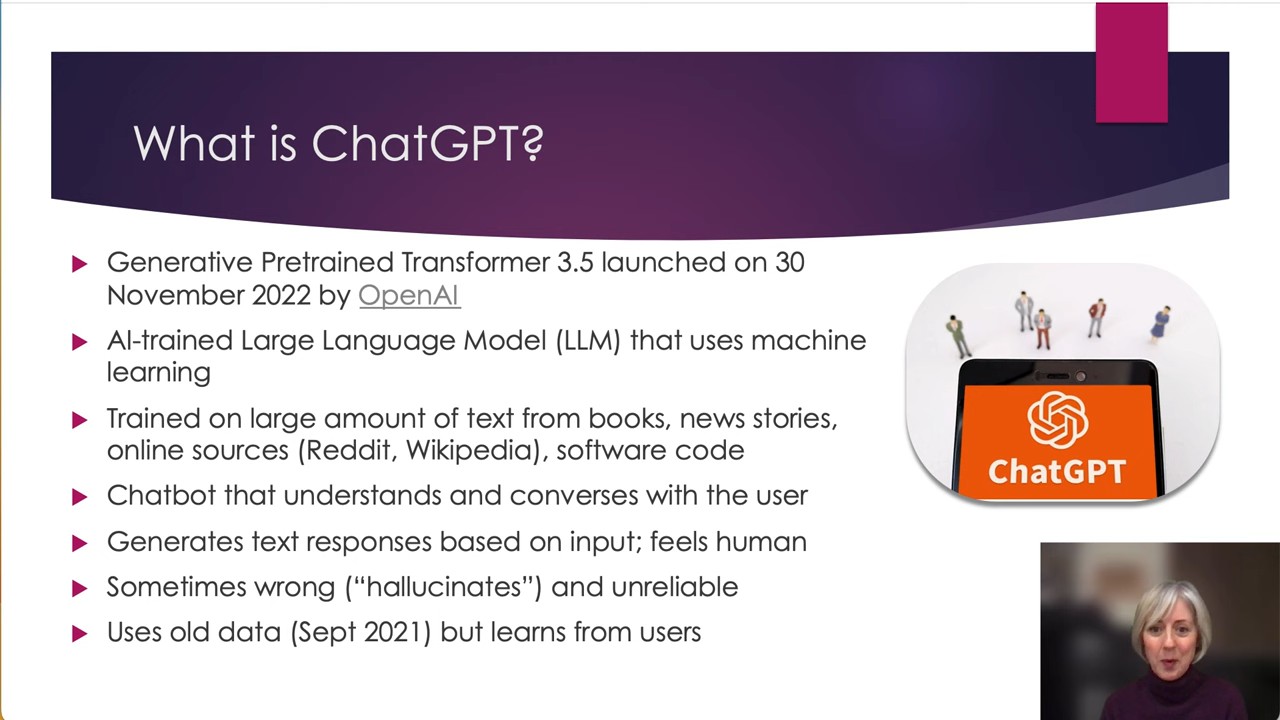 What is ChatGPT?
Generative Pretrained Transformer 3.5 launched on 30
November 2022 by OpenAI
AI-trained Large Language Model (LLM) that uses machine
learning
Trained on large amount of text from books, news stories,
online sources (Reddit, Wikipedia), software code
Chatbot that understands and converses with the user
Generates text responses based on input; feels human
Sometimes wrong (“hallucinates”) and unreliable
Uses old data (Sept 2021) but learns from users
ChatGPT